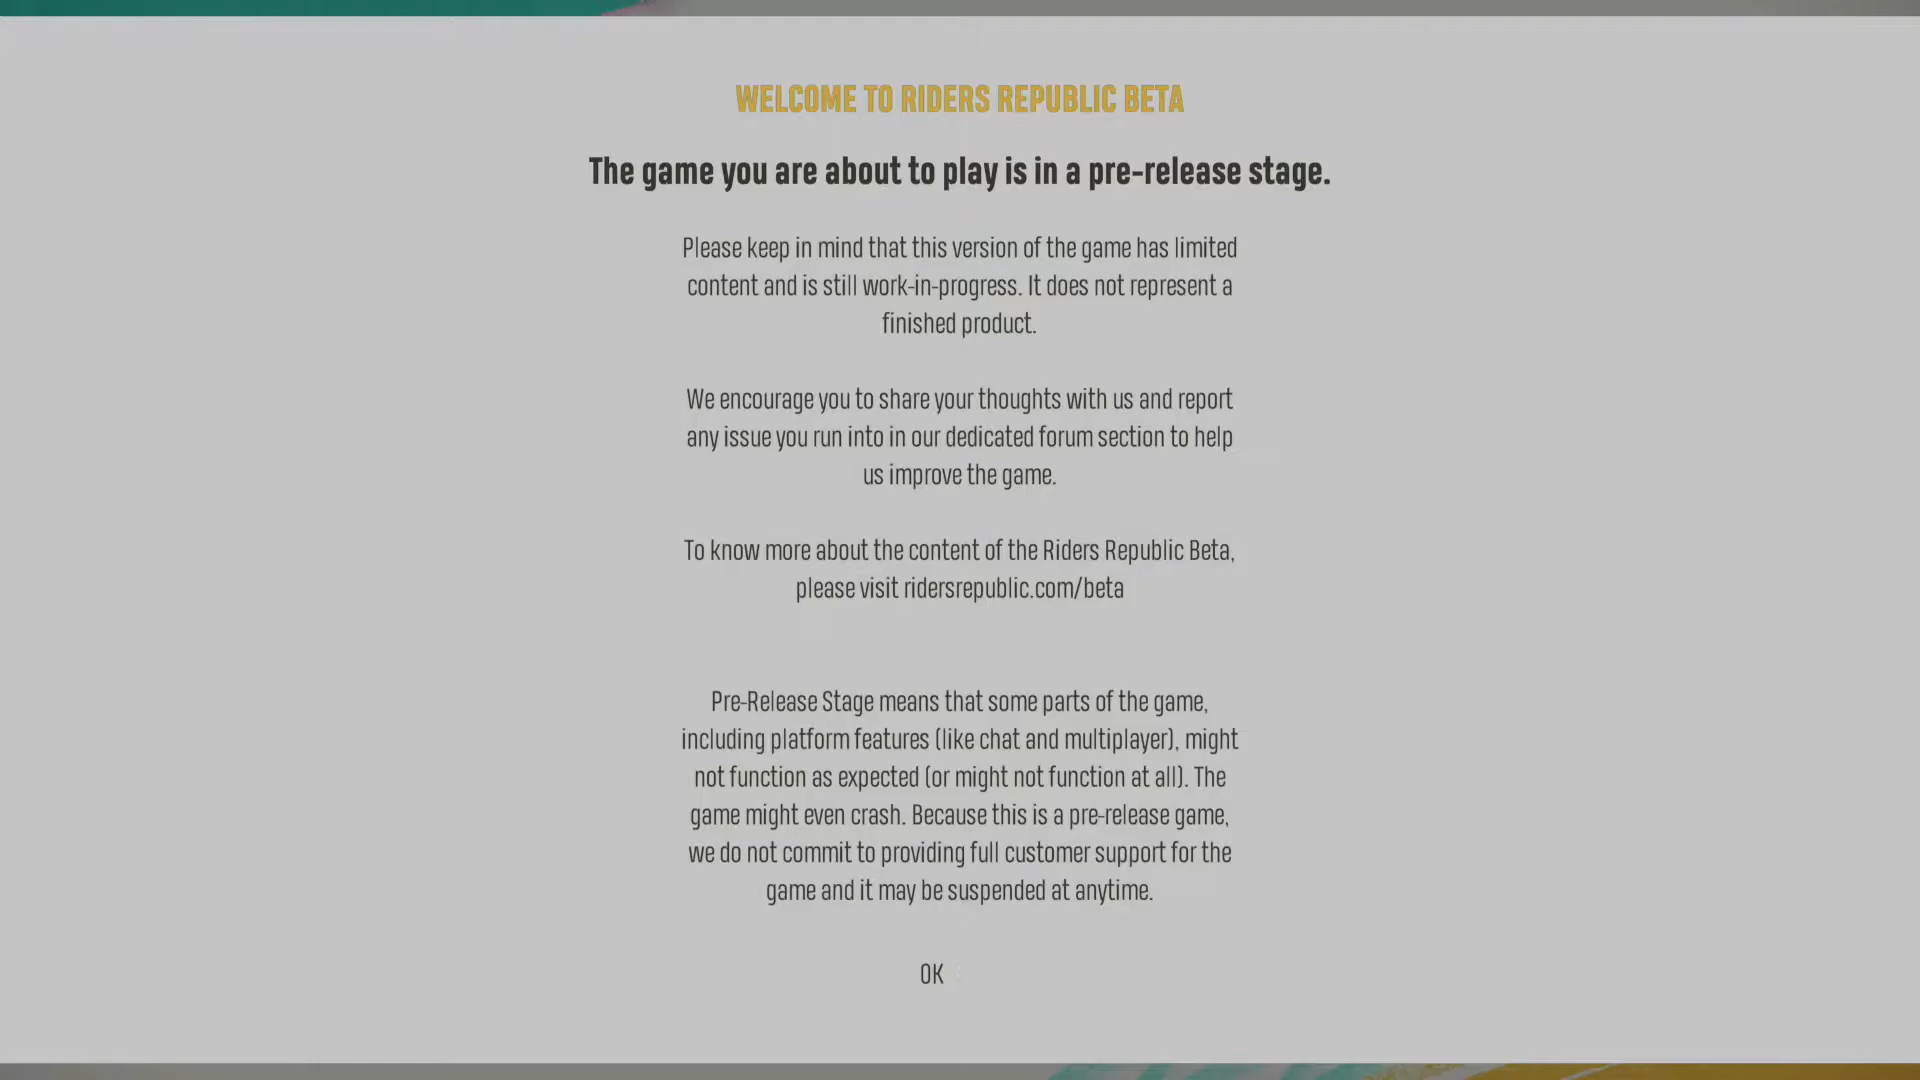 WELCOME TO RIDERS REPUBLIC BETA
The game you are about to play is in a pre-release stage.
Please keep in mind that this version of the game has limited
content and is still work-in-progress. It does not represent a
finished product.
We encourage you to share your thoughts with us and report
any issue you run into in our dedicated forum section to help
us improve the game.
To know more about the content of the Riders Republic Beta,
please visit ridersrepublic.com/beta
Pre-Release Stage means that some parts of the game,
including platform features (like chat and multiplayer), might
not function as expected (or might not function at all). The
game might even crash. Because this is a pre-release game,
we do not commit to providing full customer support for the
game and it may be suspended at anytime.
OK